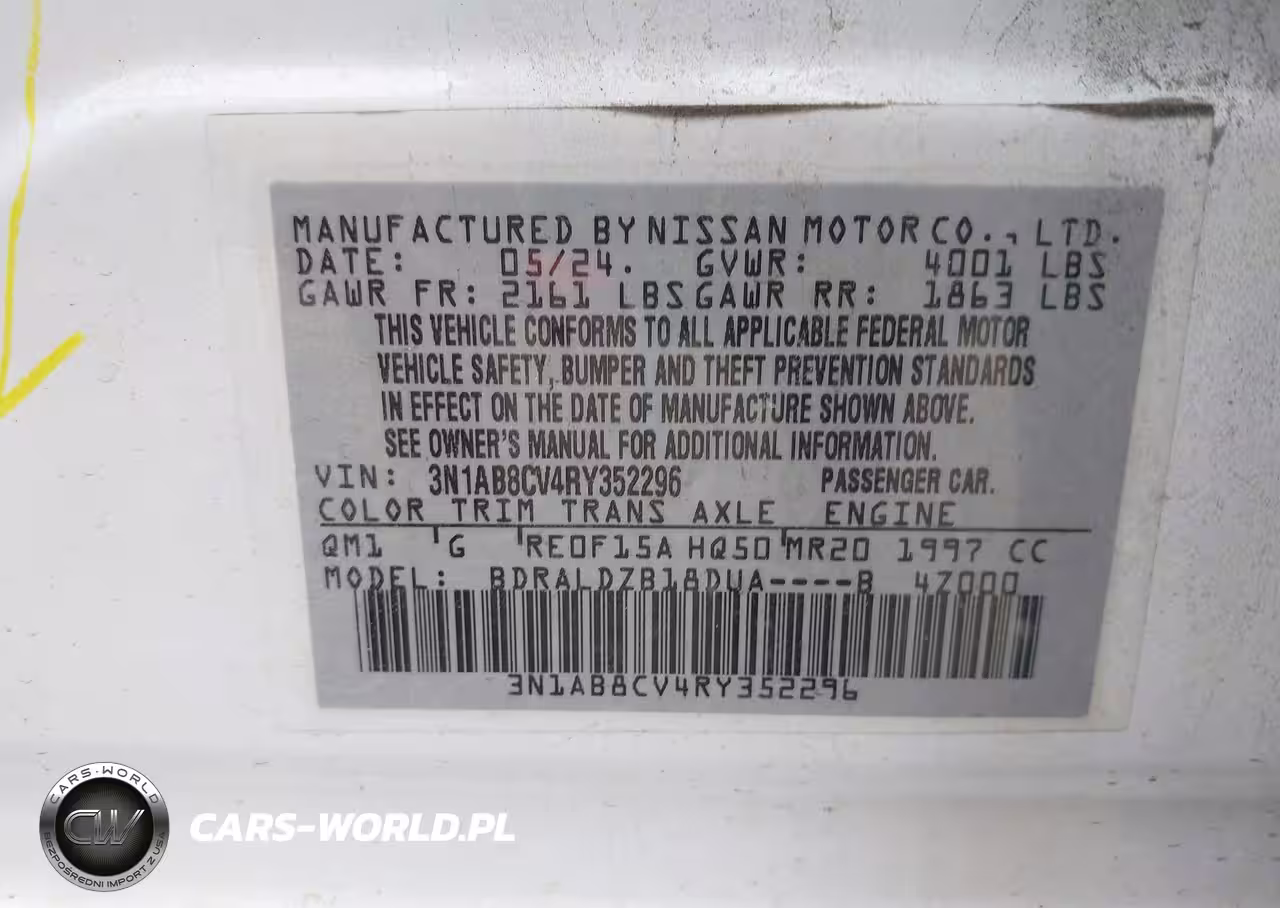 MANUFACTURED BY NISSAN MOTOR CO., LTD.
DATE: 05/24. GVWR: 4001 LBS
GAWR FR: 2161 LBS GAWR RR: 1863 LBS
THIS VEHICLE CONFORMS TO ALL APPLICABLE FEDERAL MOTOR
VEHICLE SAFETY, BUMPER AND THEFT PREVENTION STANDARDS
IN EFFECT ON THE DATE OF MANUFACTURE SHOWN ABOVE.
SEE OWNER'S MANUAL FOR ADDITIONAL INFORMATION.
VIN: 3N1AB8CV4RY352296 PASSENGER CAR.
COLOR TRIM TRANS AXLE ENGINE
QM1 G RE0F15A HQ50 MR20 1997 CC
MODEL: BDRALDZB18DUA----B 4Z000
3N1AB8CV4RY352296
CARS-WORLD
CW
BEZPOŚREDNI IMPORT Z USA
CARS-WORLD.PL